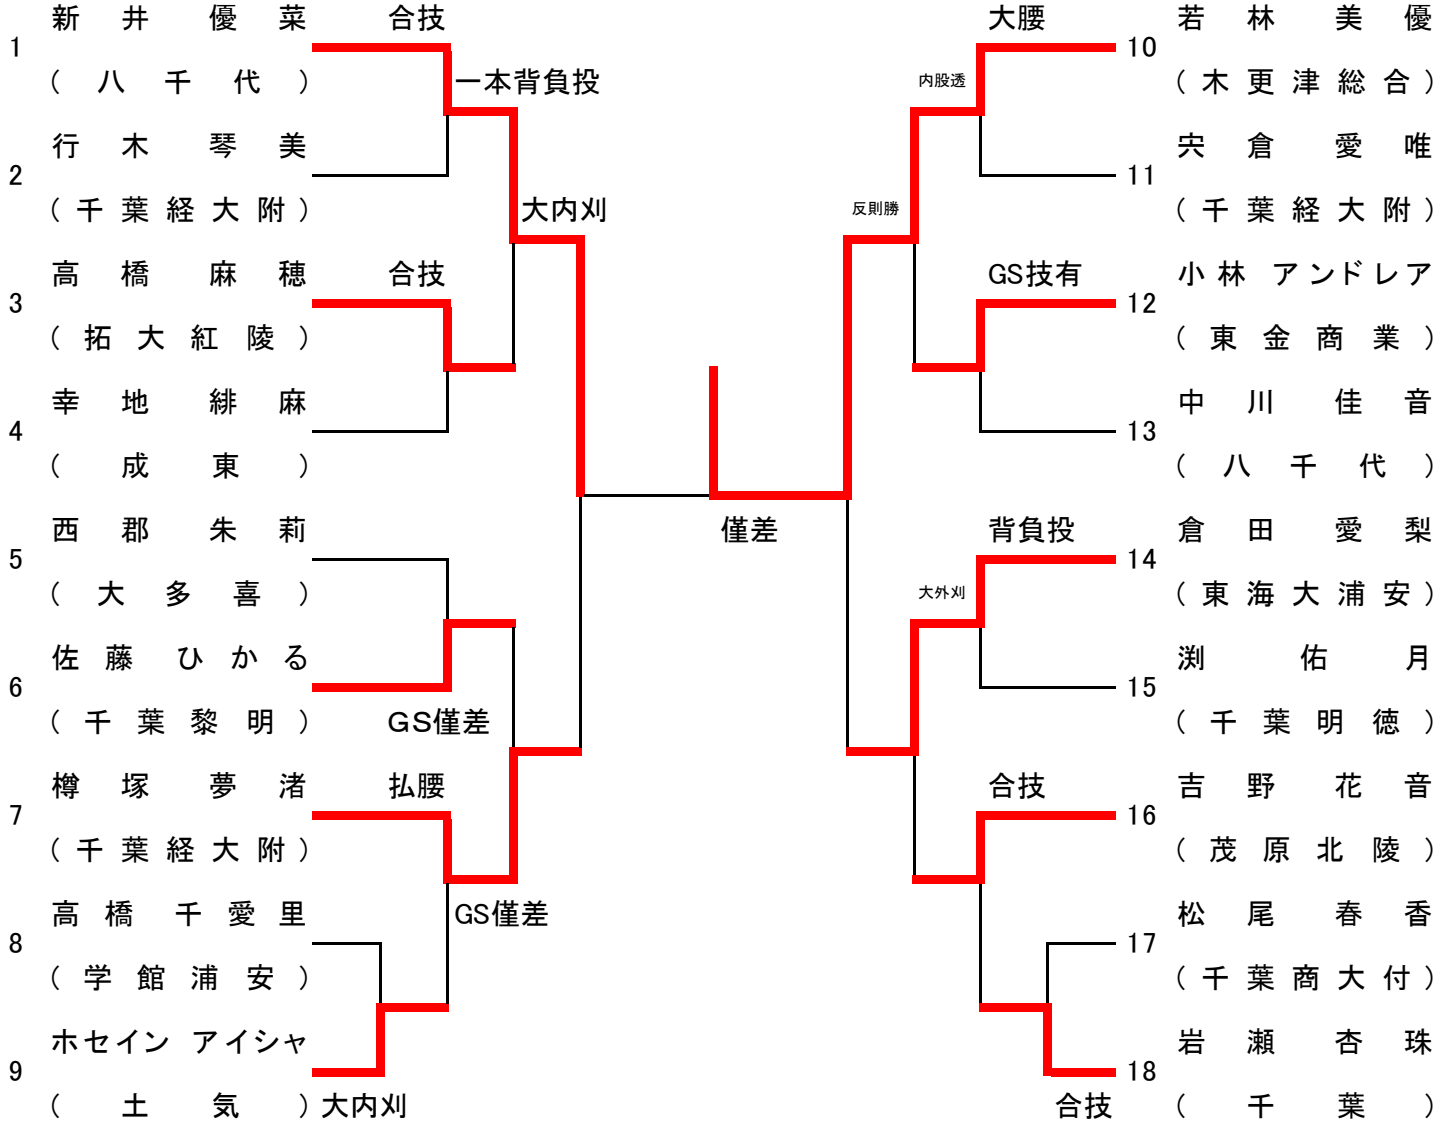 新井 優菜
合技
1
(八千代)
一本背負投
行木 琴美
2
(千葉経大附)
大内刈
高橋 麻穂
合技
3
(拓大紅陵)
幸地 緋麻
4
(成東)
西郡 朱莉
5
(大多喜)
佐藤 ひかる
6
(千葉黎明)
GS僅差
樽塚 夢渚
払腰
7
(千葉経大附)
高橋 千愛里
GS僅差
8
(学館浦安)
ホセイン アイシャ
9
(土気)
大内刈
僅差
大腰
若林 美優
10
内股透
(木更津総合)
宍倉 愛唯
11
反則勝
(千葉経大附)
GS技有
小林 アンドレア
12
(東金商業)
中川 佳音
13
(八千代)
背負投
倉田 愛梨
14
大外刈
(東海大浦安)
渕 佑月
15
(千葉明徳)
合技
吉野 花音
16
(茂原北陵)
松尾 春香
17
(千葉商大付)
岩瀬 杏珠
18
合技
(千葉)